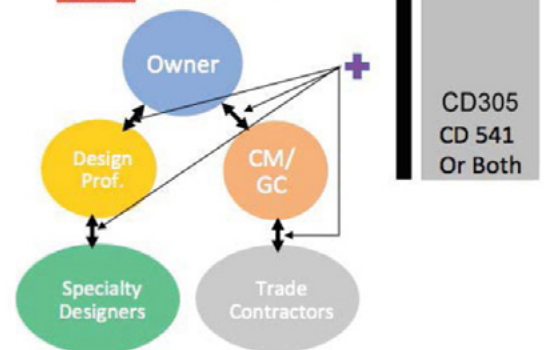 Owner
Design
Prof.
CM/
GC
Specialty
Designers
Trade
Contractors
CD305
CD 541
Or Both